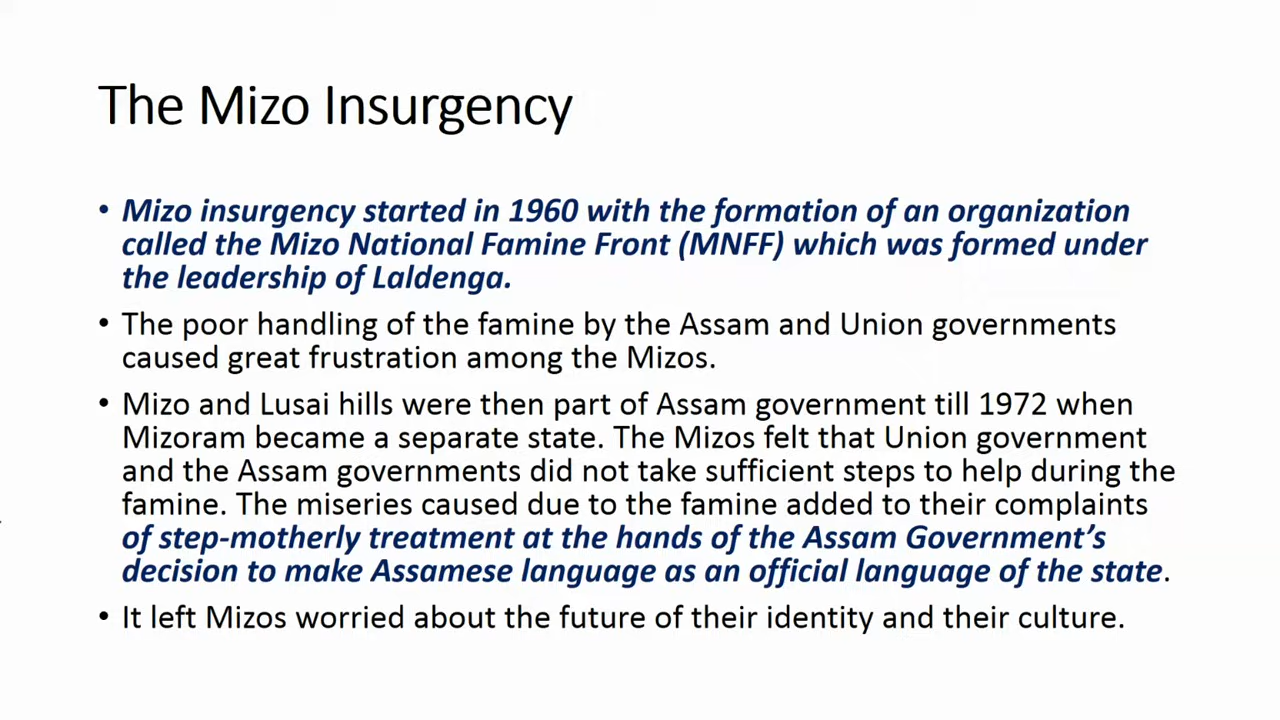 The Mizo Insurgency
• Mizo insurgency started in 1960 with the formation of an organization
called the Mizo National Famine Front (MNFF) which was formed under
the leadership of Laldenga.
• The poor handling of the famine by the Assam and Union governments
caused great frustration among the Mizos.
• Mizo and Lusai hills were then part of Assam government till 1972 when
Mizoram became a separate state. The Mizos felt that Union government
and the Assam governments did not take sufficient steps to help during the
famine. The miseries caused due to the famine added to their complaints
of step-motherly treatment at the hands of the Assam Government’s
decision to make Assamese language as an official language of the state.
• It left Mizos worried about the future of their identity and their culture.